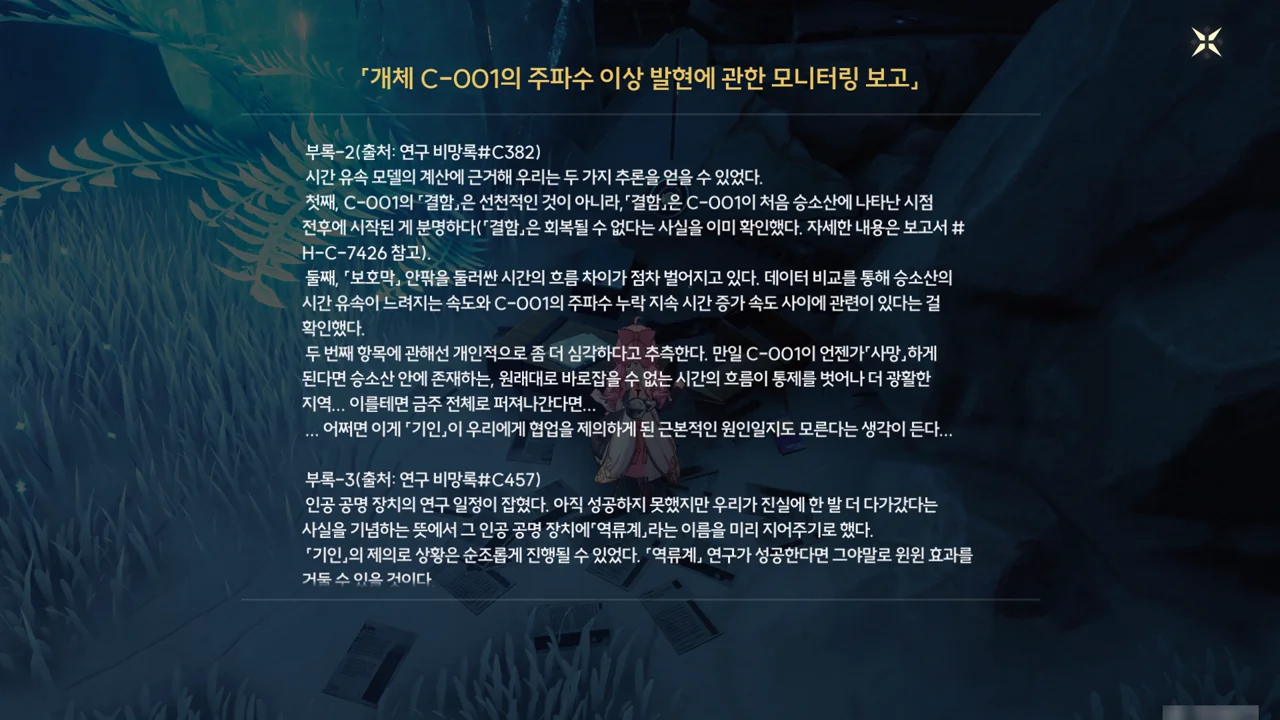 「개체 C-001의 주파수 이상 발현에 관한 모니터링 보고」
부록-2(출처: 연구 비망록#C382)
시간 유속 모델의 계산에 근거해 우리는 두 가지 추론을 얻을 수 있었다.
첫째, C-001의 「결함」은 선천적인 것이 아니라,「결함」은 C-001이 처음 승소산에 나타난 시점
전후에 시작된 게 분명하다(「결함」은 회복될 수 없다는 사실을 이미 확인했다. 자세한 내용은 보고서 #
H-C-7426 참고).
둘째, 「보호막」 안팎을 둘러싼 시간의 흐름 차이가 점차 벌어지고 있다. 데이터 비교를 통해 승소산의
시간 유속이 느려지는 속도와 C-001의 주파수 누락 지속 시간 증가 속도 사이에 관련이 있다는 걸
확인했다.
두 번째 항목에 관해선 개인적으로 좀 더 심각하다고 추측한다. 만일 C-001이 언젠가「사망」하게
된다면 승소산 안에 존재하는, 원래대로 바로잡을 수 없는 시간의 흐름이 통제를 벗어나 더 광활한
지역... 이를테면 금주 전체로 퍼져나간다면...
... 어쩌면 이게 「기인」이 우리에게 협업을 제의하게 된 근본적인 원인일지도 모른다는 생각이 든다...
부록-3(출처: 연구 비망록#C457)
인공 공명 장치의 연구 일정이 잡혔다. 아직 성공하지 못했지만 우리가 진실에 한 발 더 다가갔다는
사실을 기념하는 뜻에서 그 인공 공명 장치에「역류계」라는 이름을 미리 지어주기로 했다.
「기인」의 제의로 상황은 순조롭게 진행될 수 있었다. 「역류계」 연구가 성공한다면 그야말로 윈윈 효과를
거둘 수 있을 것이다